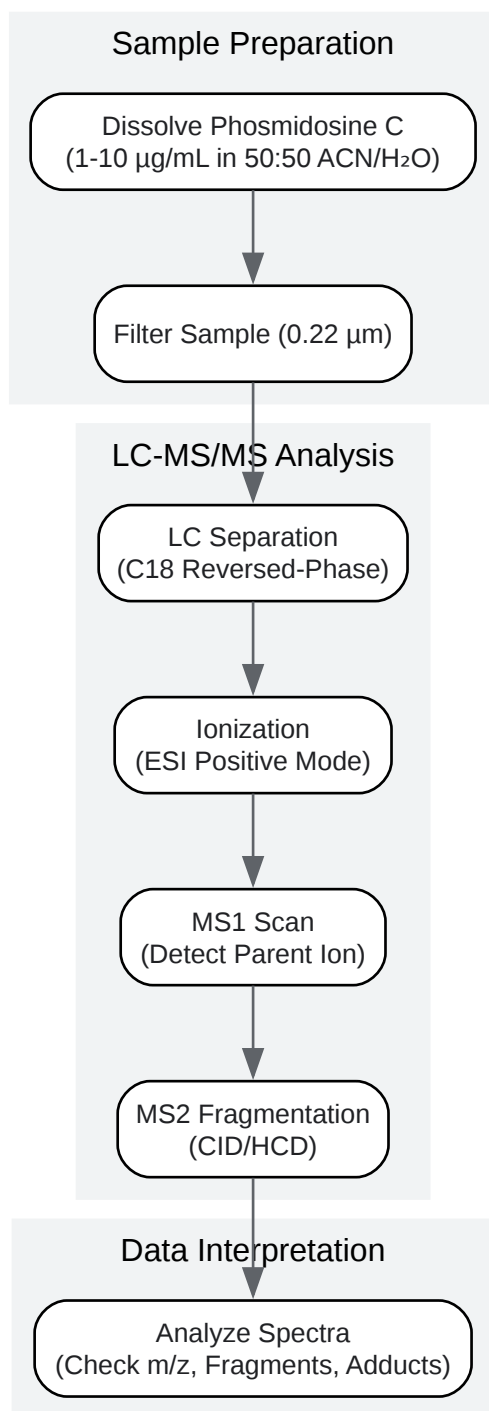 Sample Preparation
Dissolve Phosmidosine C
(1-10 µg/mL in 50:50 ACN/H₂O)
Filter Sample (0.22 µm)
LC-MS/MS Analysis
LC Separation
(C18 Reversed-Phase)
Ionization
(ESI Positive Mode)
MS1 Scan
(Detect Parent Ion)
MS2 Fragmentation
(CID/HCD)
Data Interpretation
Analyze Spectra
(Check m/z, Fragments, Adducts)